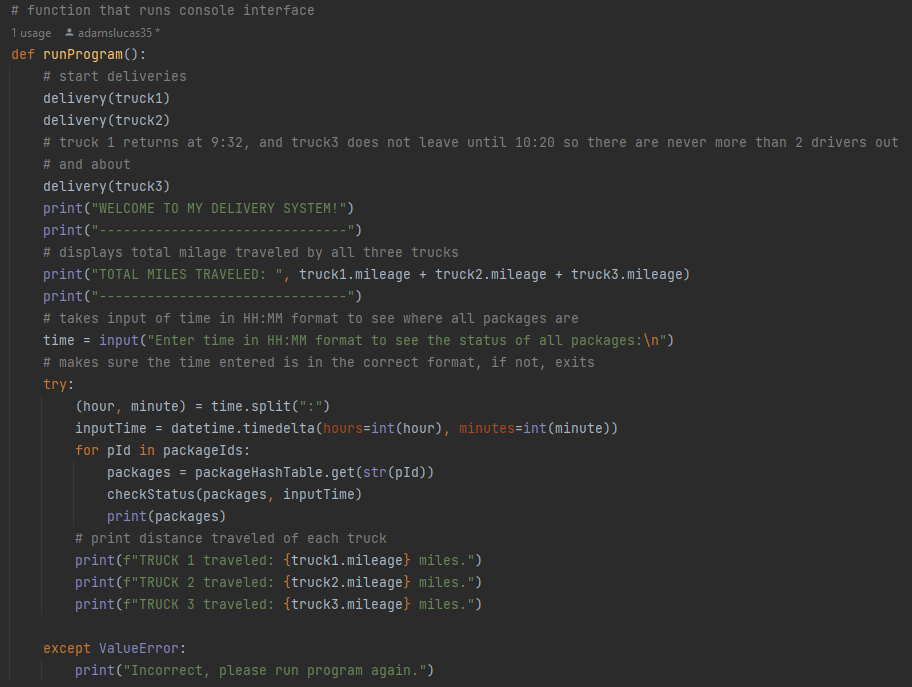 # function that runs console interface
1 usage adamslucas35 *
def runProgram():
    # start deliveries
    delivery(truck1)
    delivery(truck2)
    # truck 1 returns at 9:32, and truck3 does not leave until 10:20 so there are never more than 2 drivers out
    # and about
    delivery(truck3)
    print("WELCOME TO MY DELIVERY SYSTEM!")
    print("-------------------------------")
    # displays total milage traveled by all three trucks
    print("TOTAL MILES TRAVELED: ", truck1.mileage + truck2.mileage + truck3.mileage)
    print("-------------------------------")
    # takes input of time in HH:MM format to see where all packages are
    time = input("Enter time in HH:MM format to see the status of all packages:\n")
    # makes sure the time entered is in the correct format, if not, exits
    try:
        (hour, minute) = time.split(":")
        inputTime = datetime.timedelta(hours=int(hour), minutes=int(minute))
        for pId in packageIds:
            packages = packageHashTable.get(str(pId))
            checkStatus(packages, inputTime)
            print(packages)
        # print distance traveled of each truck
        print(f"TRUCK 1 traveled: {truck1.mileage} miles.")
        print(f"TRUCK 2 traveled: {truck2.mileage} miles.")
        print(f"TRUCK 3 traveled: {truck3.mileage} miles.")
    except ValueError:
        print("Incorrect, please run program again.")